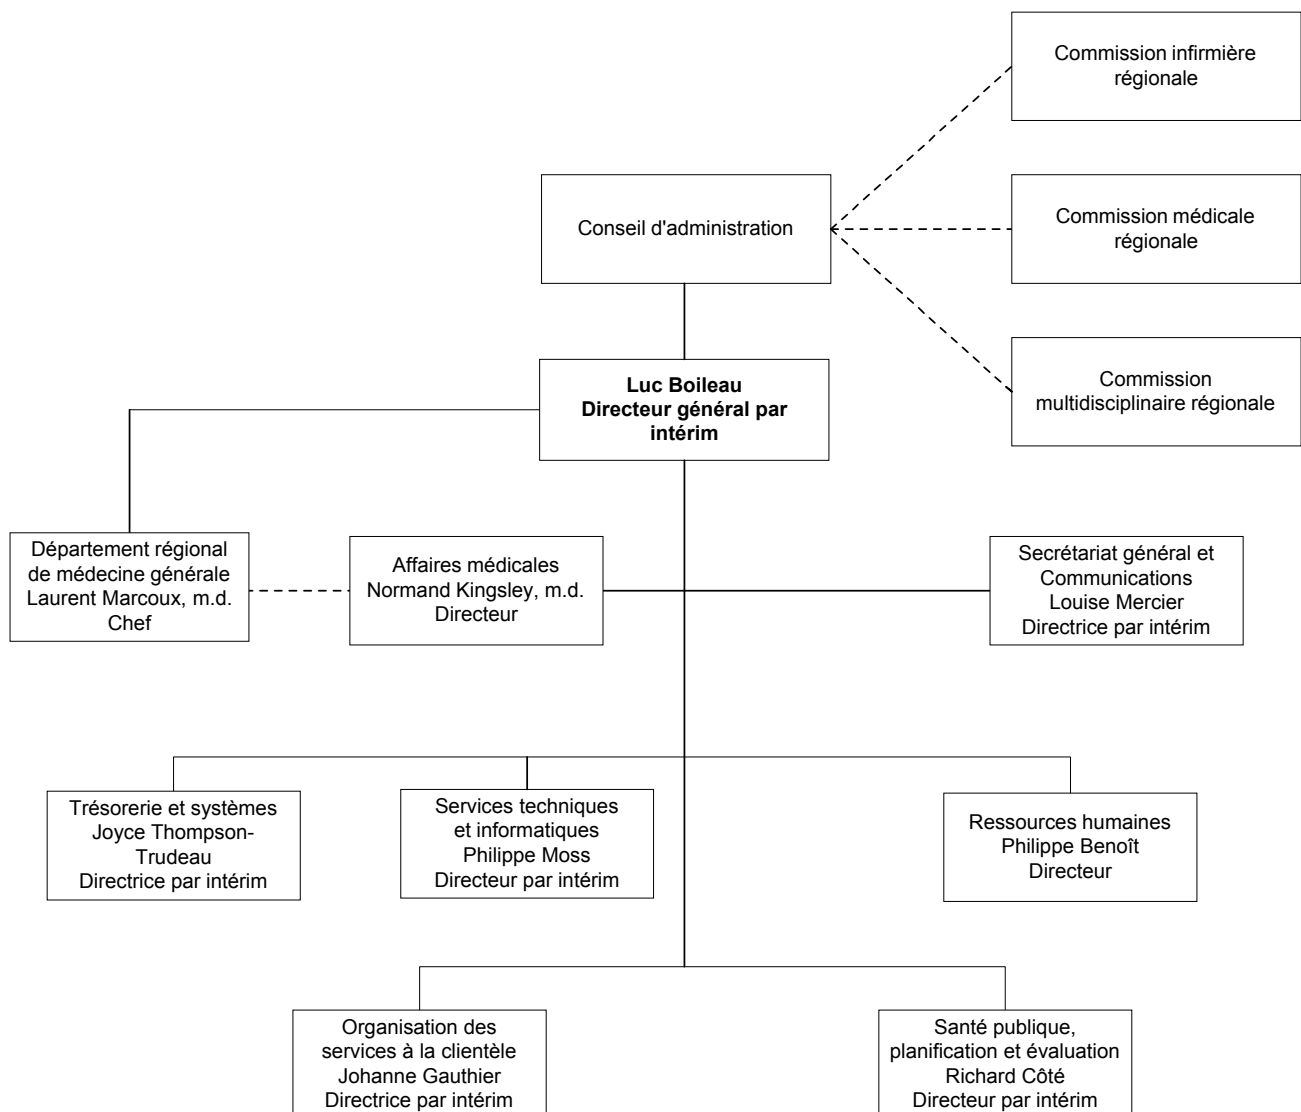 Commission infirmière
régionale
Conseil d'administration
Commission médicale
régionale
Commission
multidisciplinaire régionale
Luc Boileau
Directeur général par
intérim
Département régional
de médecine générale
Laurent Marcoux, m.d.
Chef
Affaires médicales
Normand Kingsley, m.d.
Directeur
Secrétariat général et
Communications
Louise Mercier
Directrice par intérim
Trésorerie et systèmes
Joyce Thompson-
Trudeau
Directrice par intérim
Services techniques
et informatiques
Philippe Moss
Directeur par intérim
Ressources humaines
Philippe Benoît
Directeur
Organisation des
services à la clientèle
Johanne Gauthier
Directrice par intérim
Santé publique,
planification et évaluation
Richard Côté
Directeur par intérim